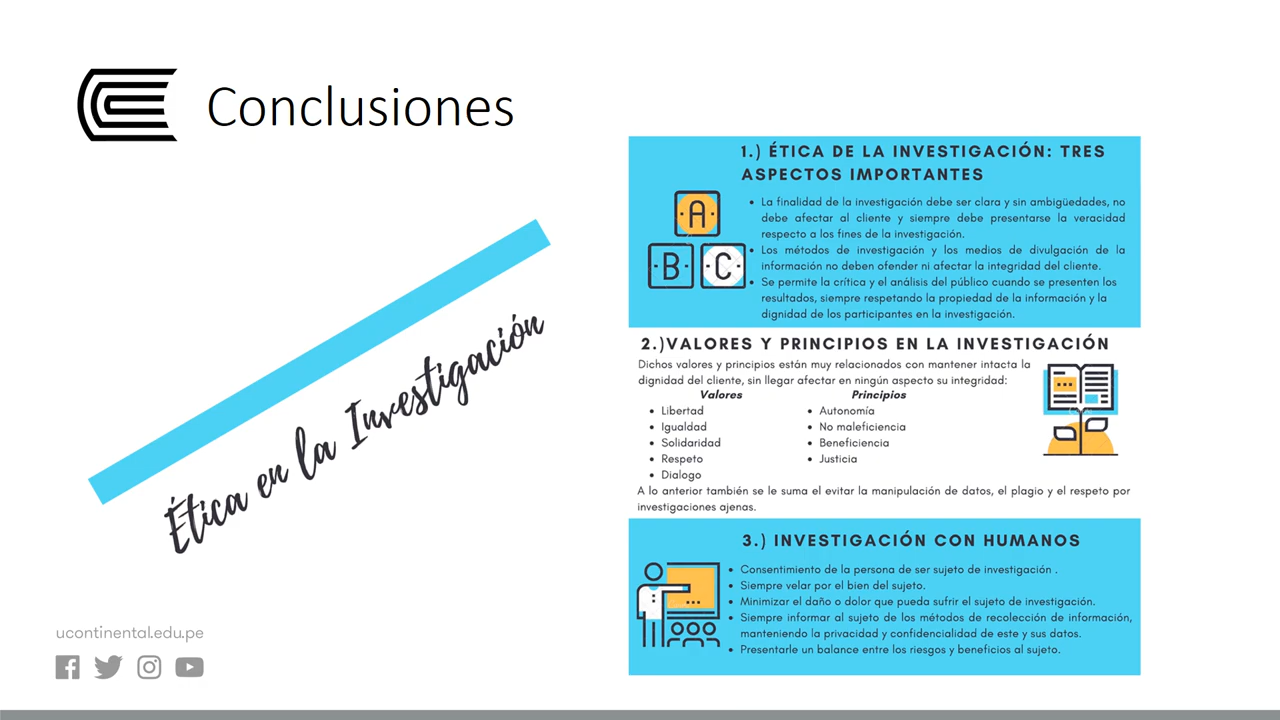 Conclusiones
Ética en la Investigación
1.) ÉTICA DE LA INVESTIGACIÓN: TRES
ASPECTOS IMPORTANTES
A
B
C
• La finalidad de la investigación debe ser clara y sin ambigüedades, no
debe afectar al cliente y siempre debe presentarse la veracidad
respecto a los fines de la investigación.
• Los métodos de investigación y los medios de divulgación de la
información no deben ofender ni afectar la integridad del cliente.
• Se permite la crítica y el análisis del público cuando se presenten los
resultados, siempre respetando la propiedad de la información y la
dignidad de los participantes en la investigación.
2.)VALORES Y PRINCIPIOS EN LA INVESTIGACIÓN
Dichos valores y principios están muy relacionados con mantener intacta la
dignidad del cliente, sin llegar afectar en ningún aspecto su integridad:
Valores
• Libertad
• Igualdad
• Solidaridad
• Respeto
• Dialogo
Principios
• Autonomía
• No maleficiencia
• Beneficiencia
• Justicia
A lo anterior también se le suma el evitar la manipulación de datos, el plagio y el respeto por
investigaciones ajenas.
3.) INVESTIGACIÓN CON HUMANOS
• Consentimiento de la persona de ser sujeto de investigación .
• Siempre velar por el bien del sujeto.
• Minimizar el daño o dolor que pueda sufrir el sujeto de investigación.
• Siempre informar al sujeto de los métodos de recolección de información,
manteniendo la privacidad y confidencialidad de este y sus datos.
• Presentarle un balance entre los riesgos y beneficios al sujeto.
ucontinental.edu.pe